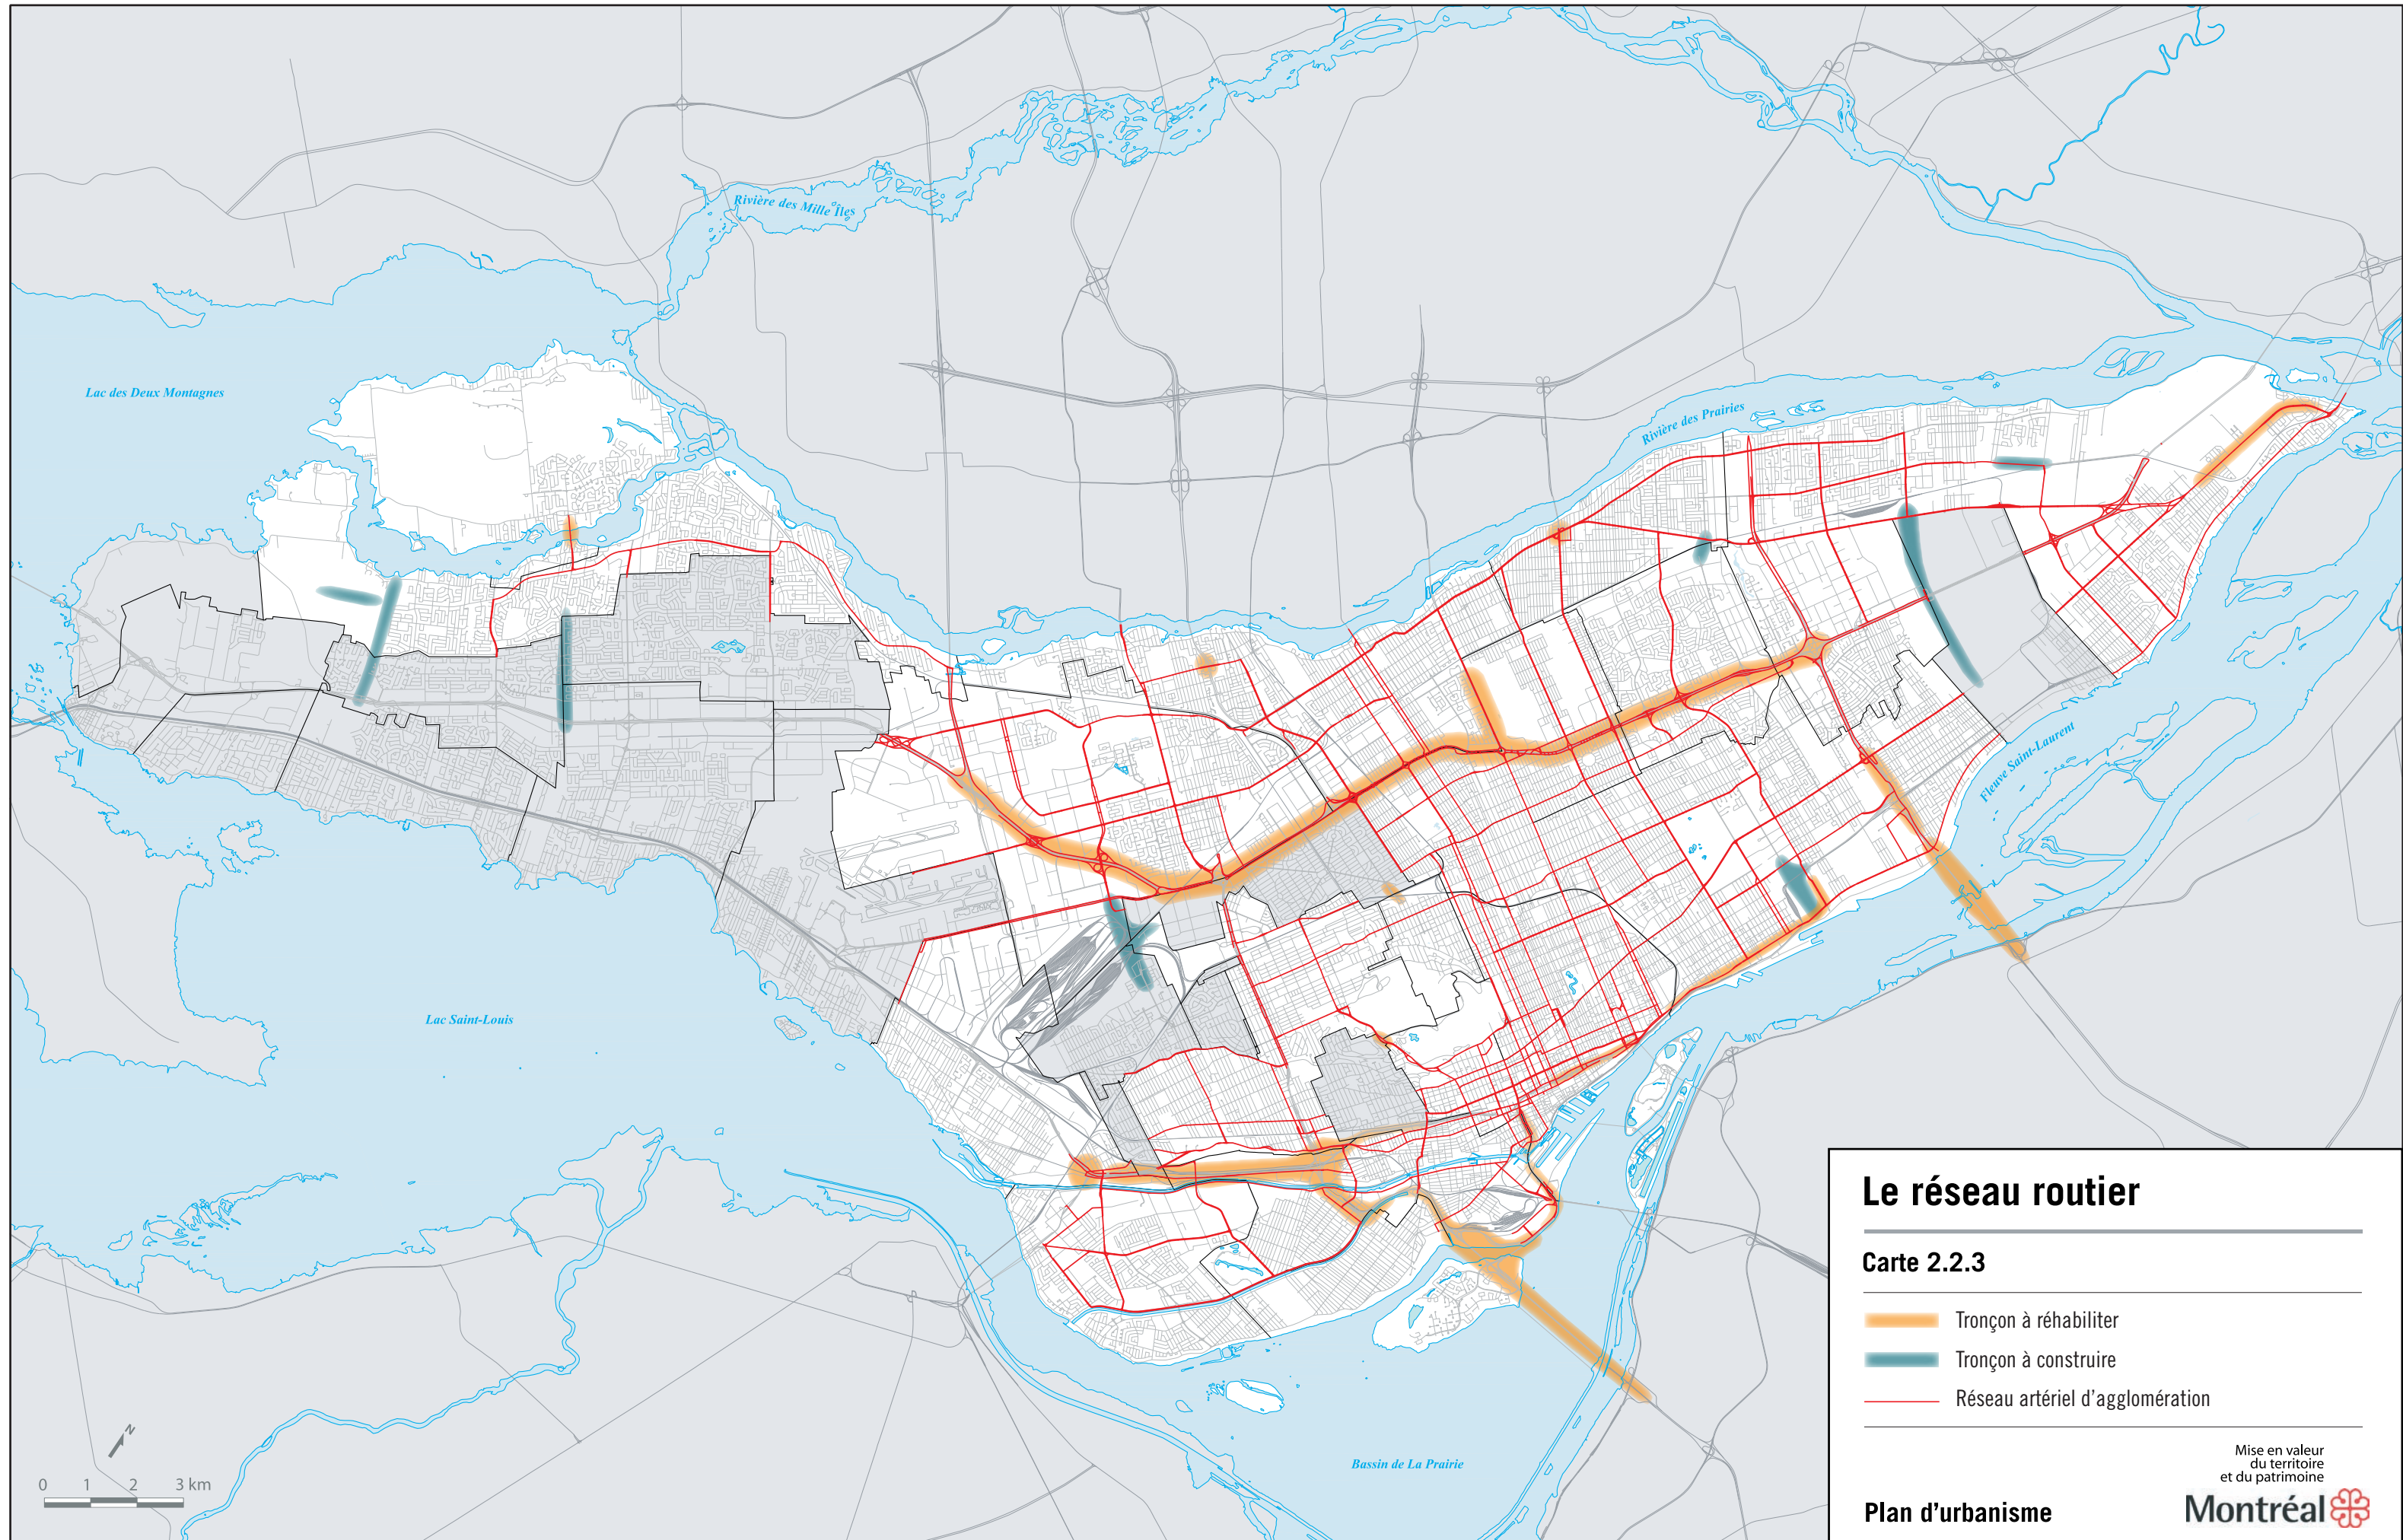 Rivière des Mille Îles
Lac des Deux Montagnes
Rivière des Prairies
Fleuve Saint-Laurent
Lac Saint-Louis
Bassin de La Prairie
N
0 1 2 3 km
Le réseau routier
Carte 2.2.3
Tronçon à réhabiliter
Tronçon à construire
Réseau artériel d'agglomération
Mise en valeur
du territoire
et du patrimoine
Plan d'urbanisme
Montréal